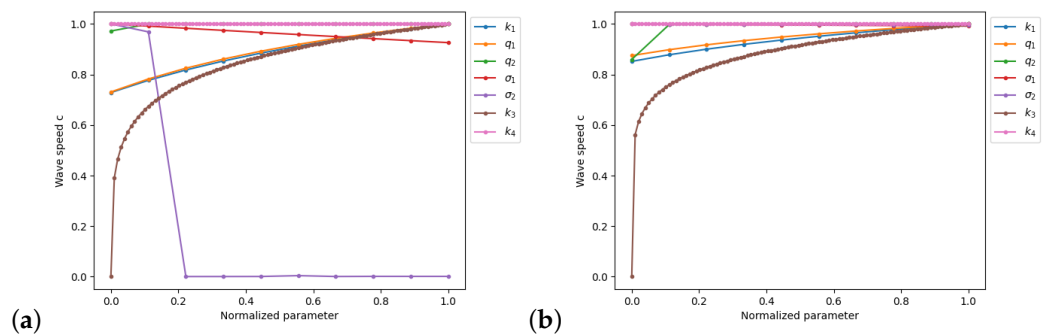 Wave speed c
1.0
0.8
0.6
0.4
0.2
0.0
0.0 0.2 0.4 0.6 0.8 1.0
Normalized parameter
k₁
q₁
q₂
σ₁
σ₂
k₃
k₄
(a)
Wave speed c
1.0
0.8
0.6
0.4
0.2
0.0
0.0 0.2 0.4 0.6 0.8 1.0
Normalized parameter
k₁
q₁
q₂
σ₁
σ₂
k₃
k₄
(b)